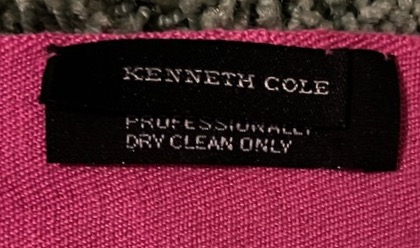 KENNETH COLE
PROFESSIONALLY
DRY CLEAN ONLY